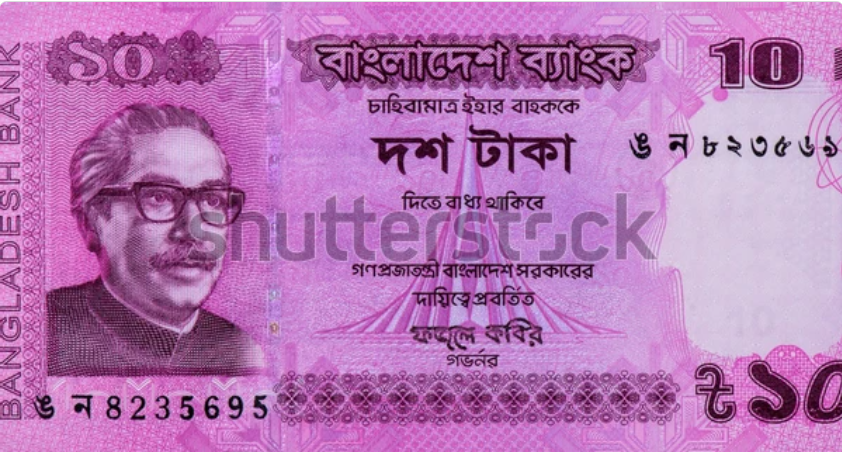 ১০
বাংলাদেশ ব্যাংক
10
চাহিবামাত্র ইহার বাহককে
দশ টাকা
ঙ ন ৮২৩৫৬৯
দিতে বাধ্য থাকিবে
shutterstock
গণপ্রজাতন্ত্রী বাংলাদেশ সরকারের
দায়িত্বে প্রবর্তিত
ফজলে কবির
গভর্নর
BANGLADESH BANK
ঙ ন 8235695
৳১০